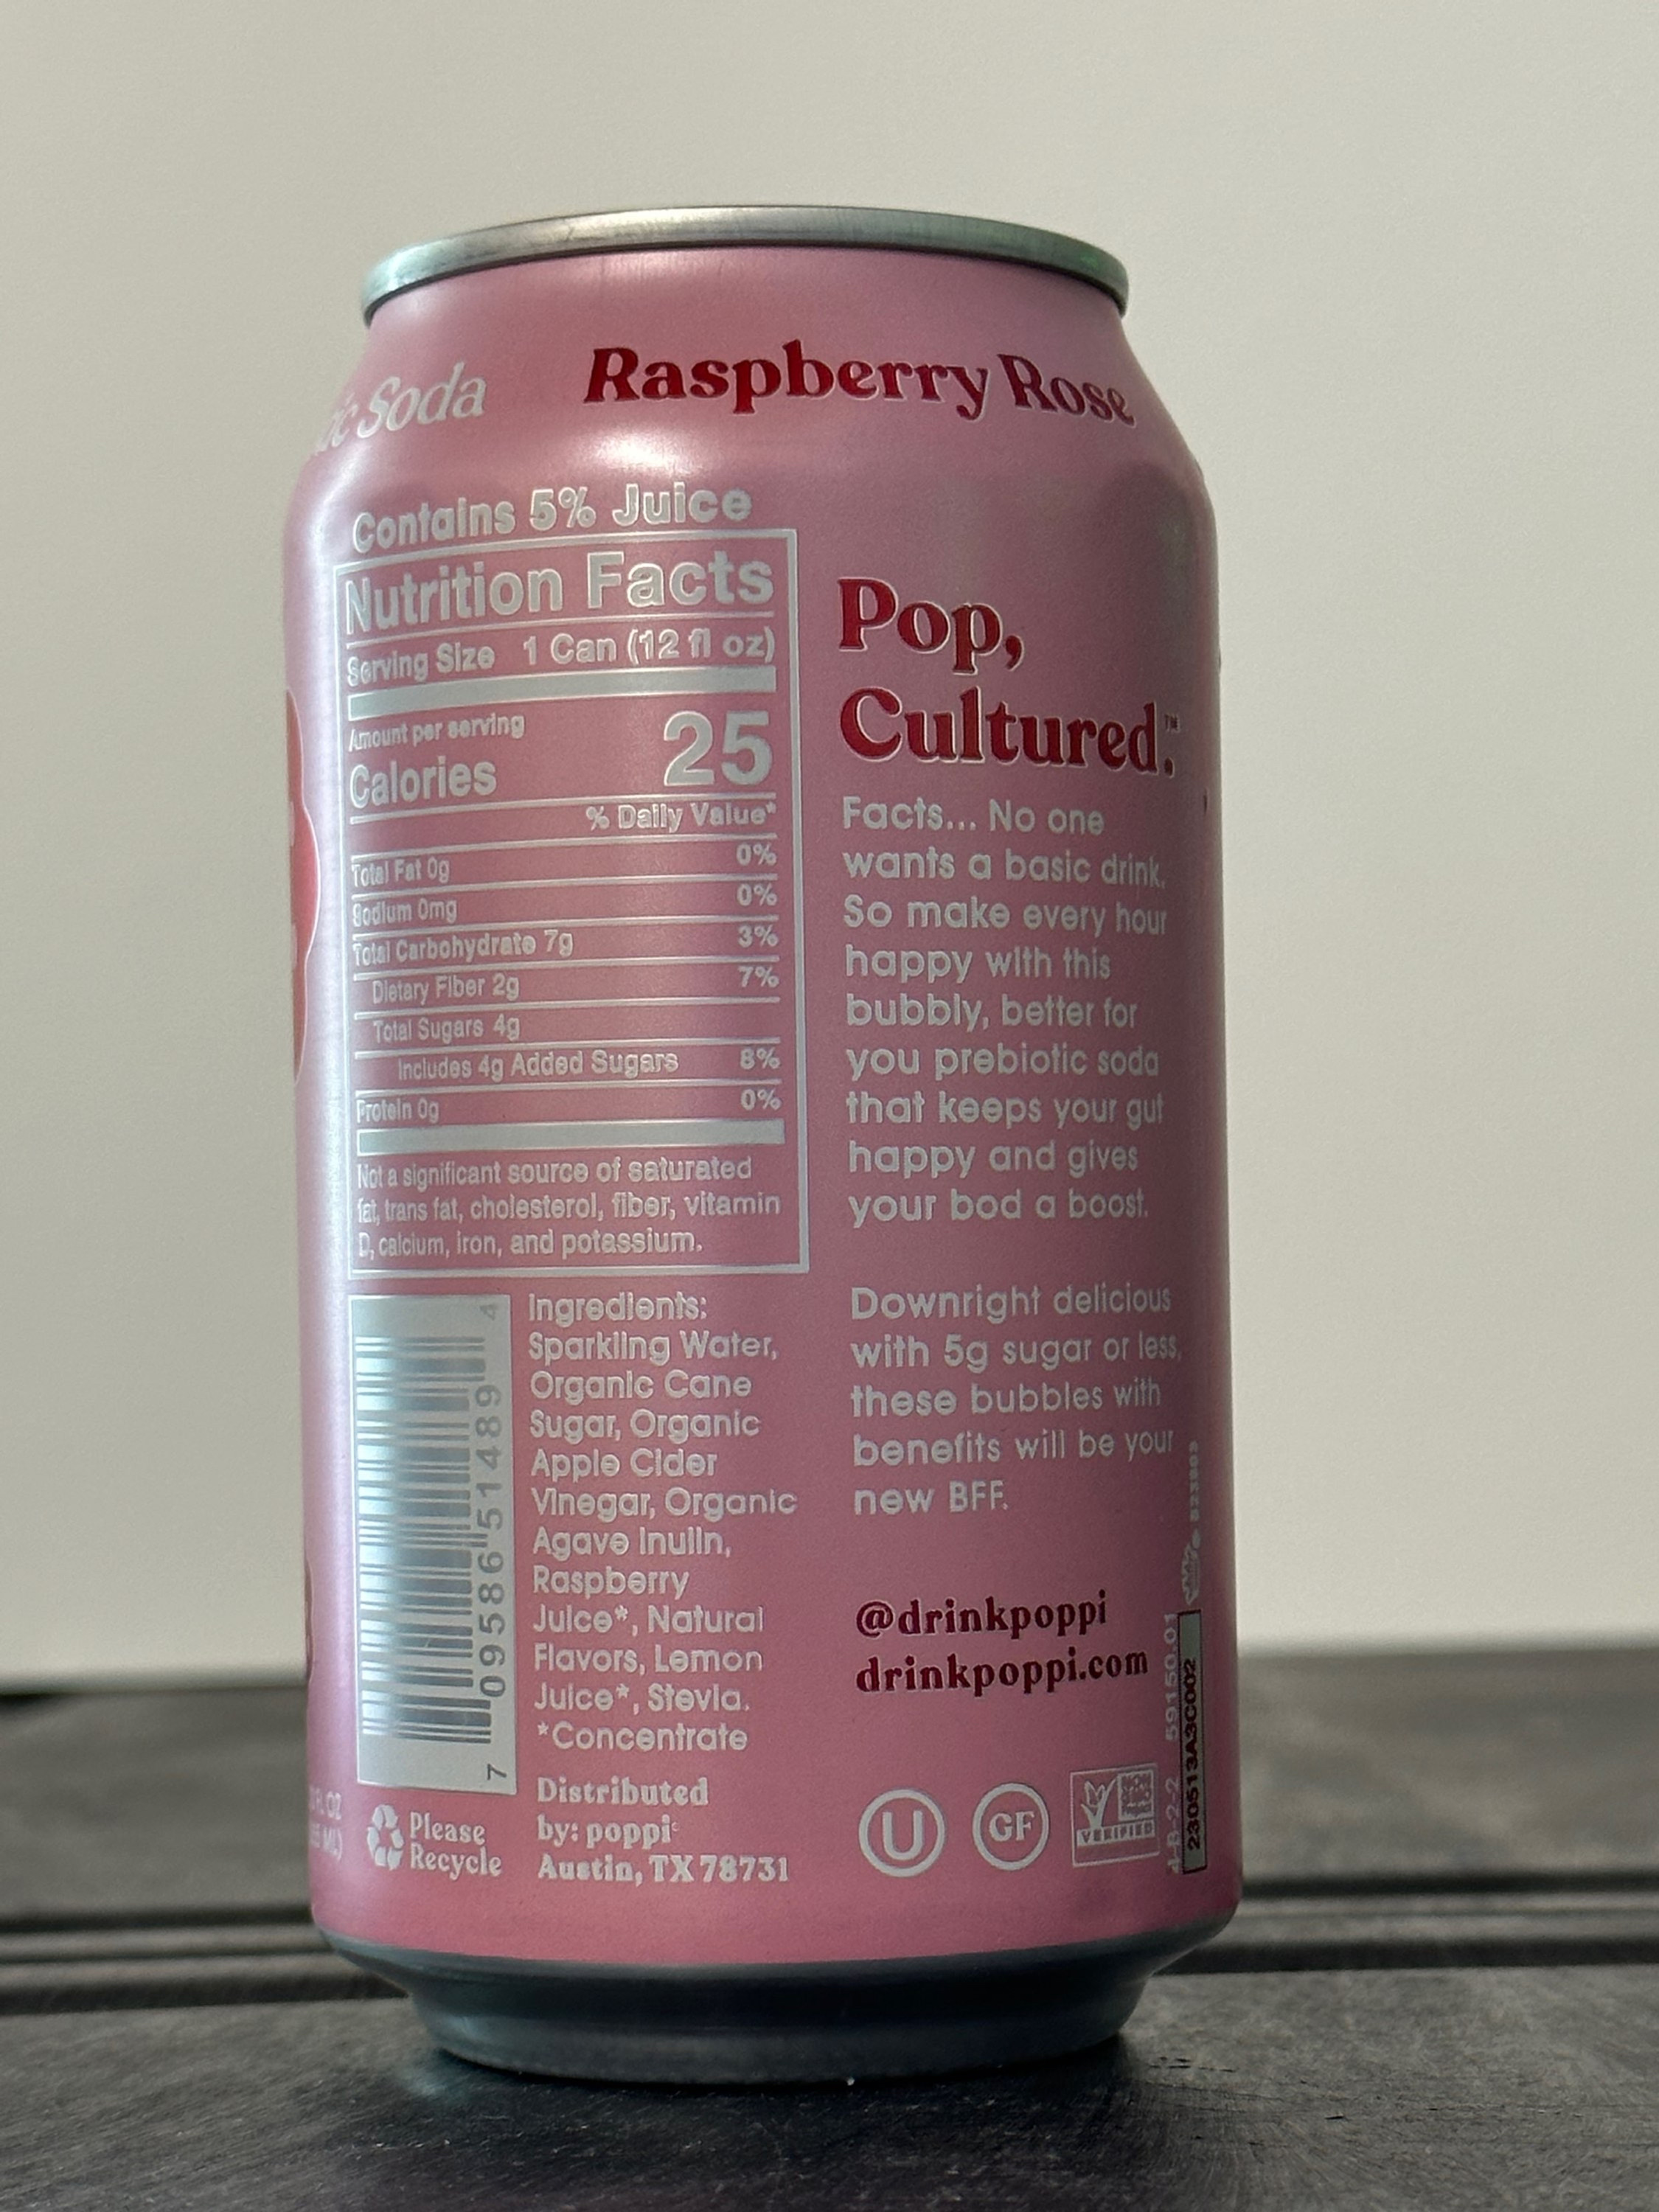 Soda
Raspberry Rose
Contains 5% Juice
Nutrition Facts
Serving Size 1 Can (12 fl oz)
Amount per serving
Calories 25
% Daily Value*
Total Fat 0g 0%
Sodium 0mg 0%
Total Carbohydrate 7g 3%
Dietary Fiber 2g 7%
Total Sugars 4g
Includes 4g Added Sugars 8%
Protein 0g 0%
Not a significant source of saturated
fat, trans fat, cholesterol, fiber, vitamin
D, calcium, iron, and potassium.
7 09586 51489 4
Ingredients:
Sparkling Water,
Organic Cane
Sugar, Organic
Apple Cider
Vinegar, Organic
Agave Inulin,
Raspberry
Juice*, Natural
Flavors, Lemon
Juice*, Stevia.
*Concentrate
Please
Recycle
Distributed
by: poppi
Austin, TX 78731
Pop,
Cultured.™
Facts... No one
wants a basic drink.
So make every hour
happy with this
bubbly, better for
you prebiotic soda
that keeps your gut
happy and gives
your bod a boost.
Downright delicious
with 5g sugar or less,
these bubbles with
benefits will be your
new BFF.
@drinkpoppi
drinkpoppi.com
U
GF
NON
GMO
VERIFIED
59150.01
230513A3C002